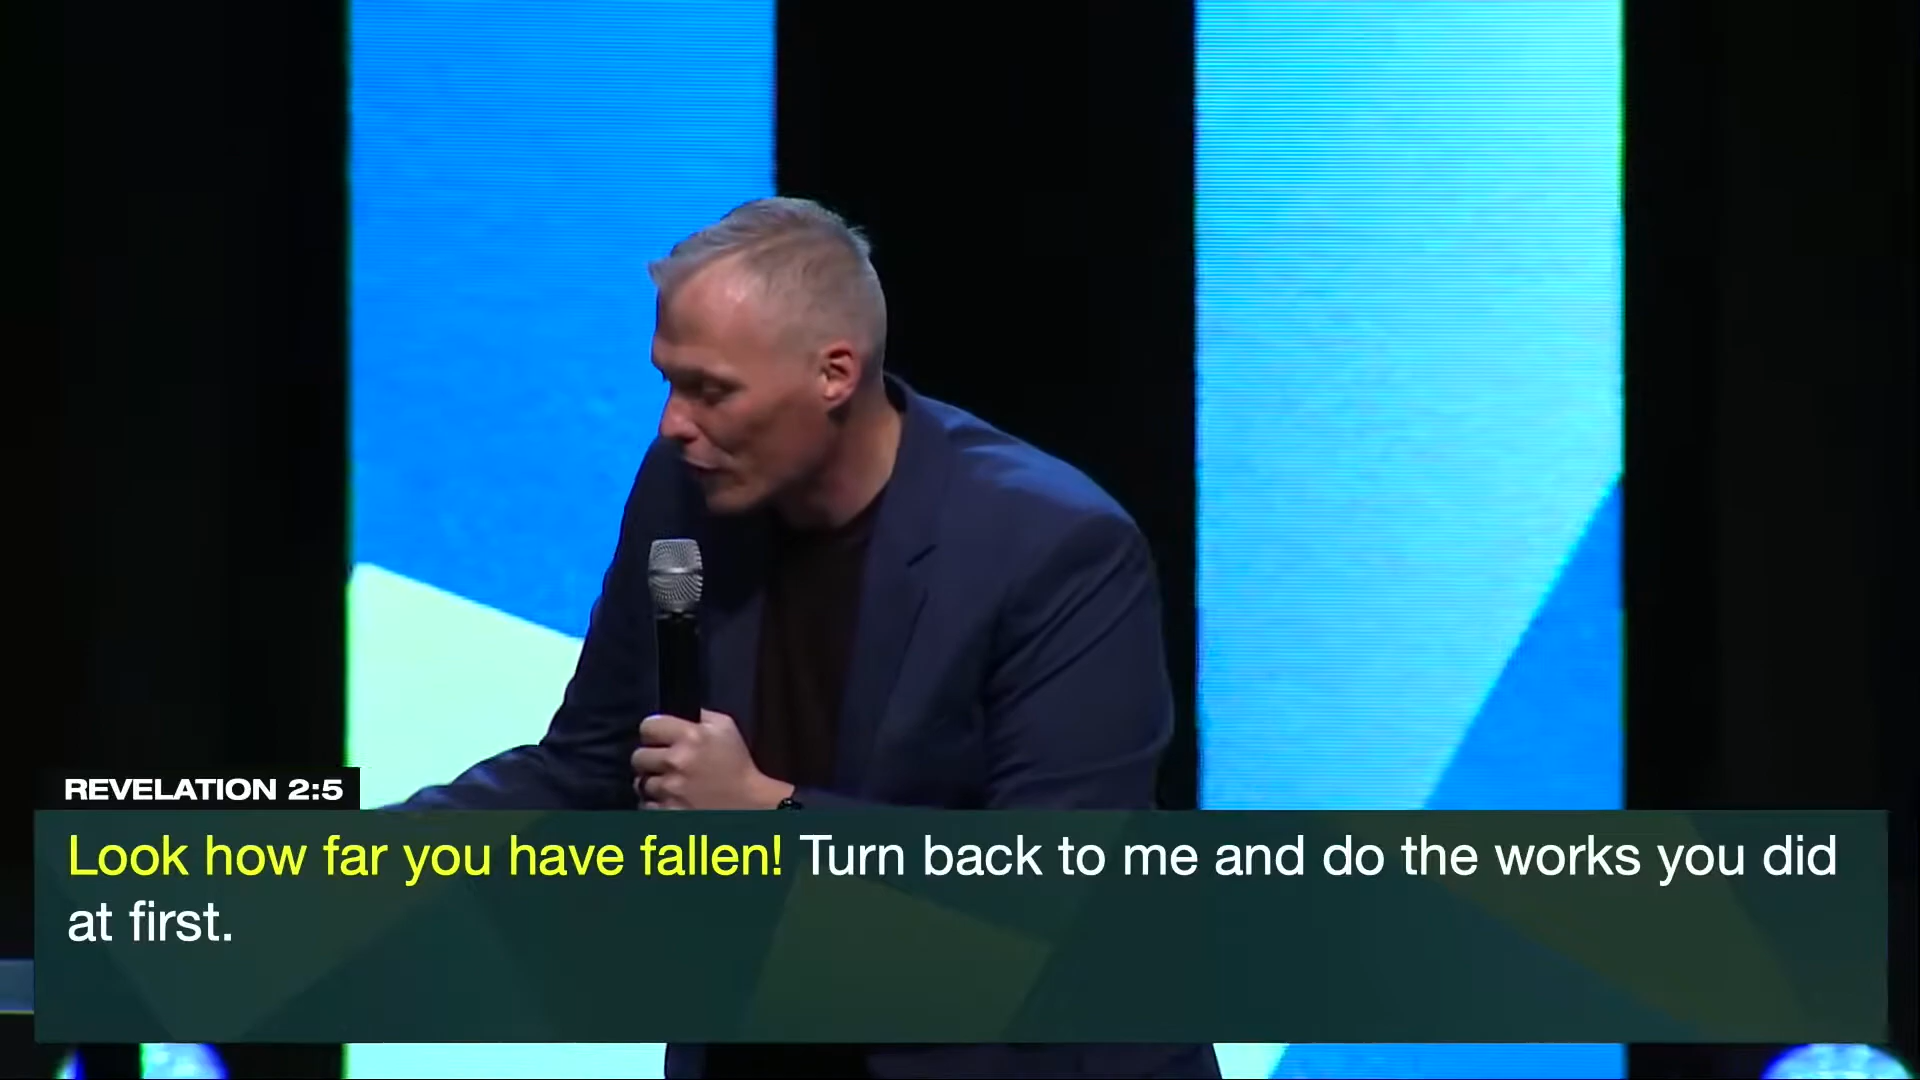 REVELATION 2:5
Look how far you have fallen! Turn back to me and do the works you did
at first.